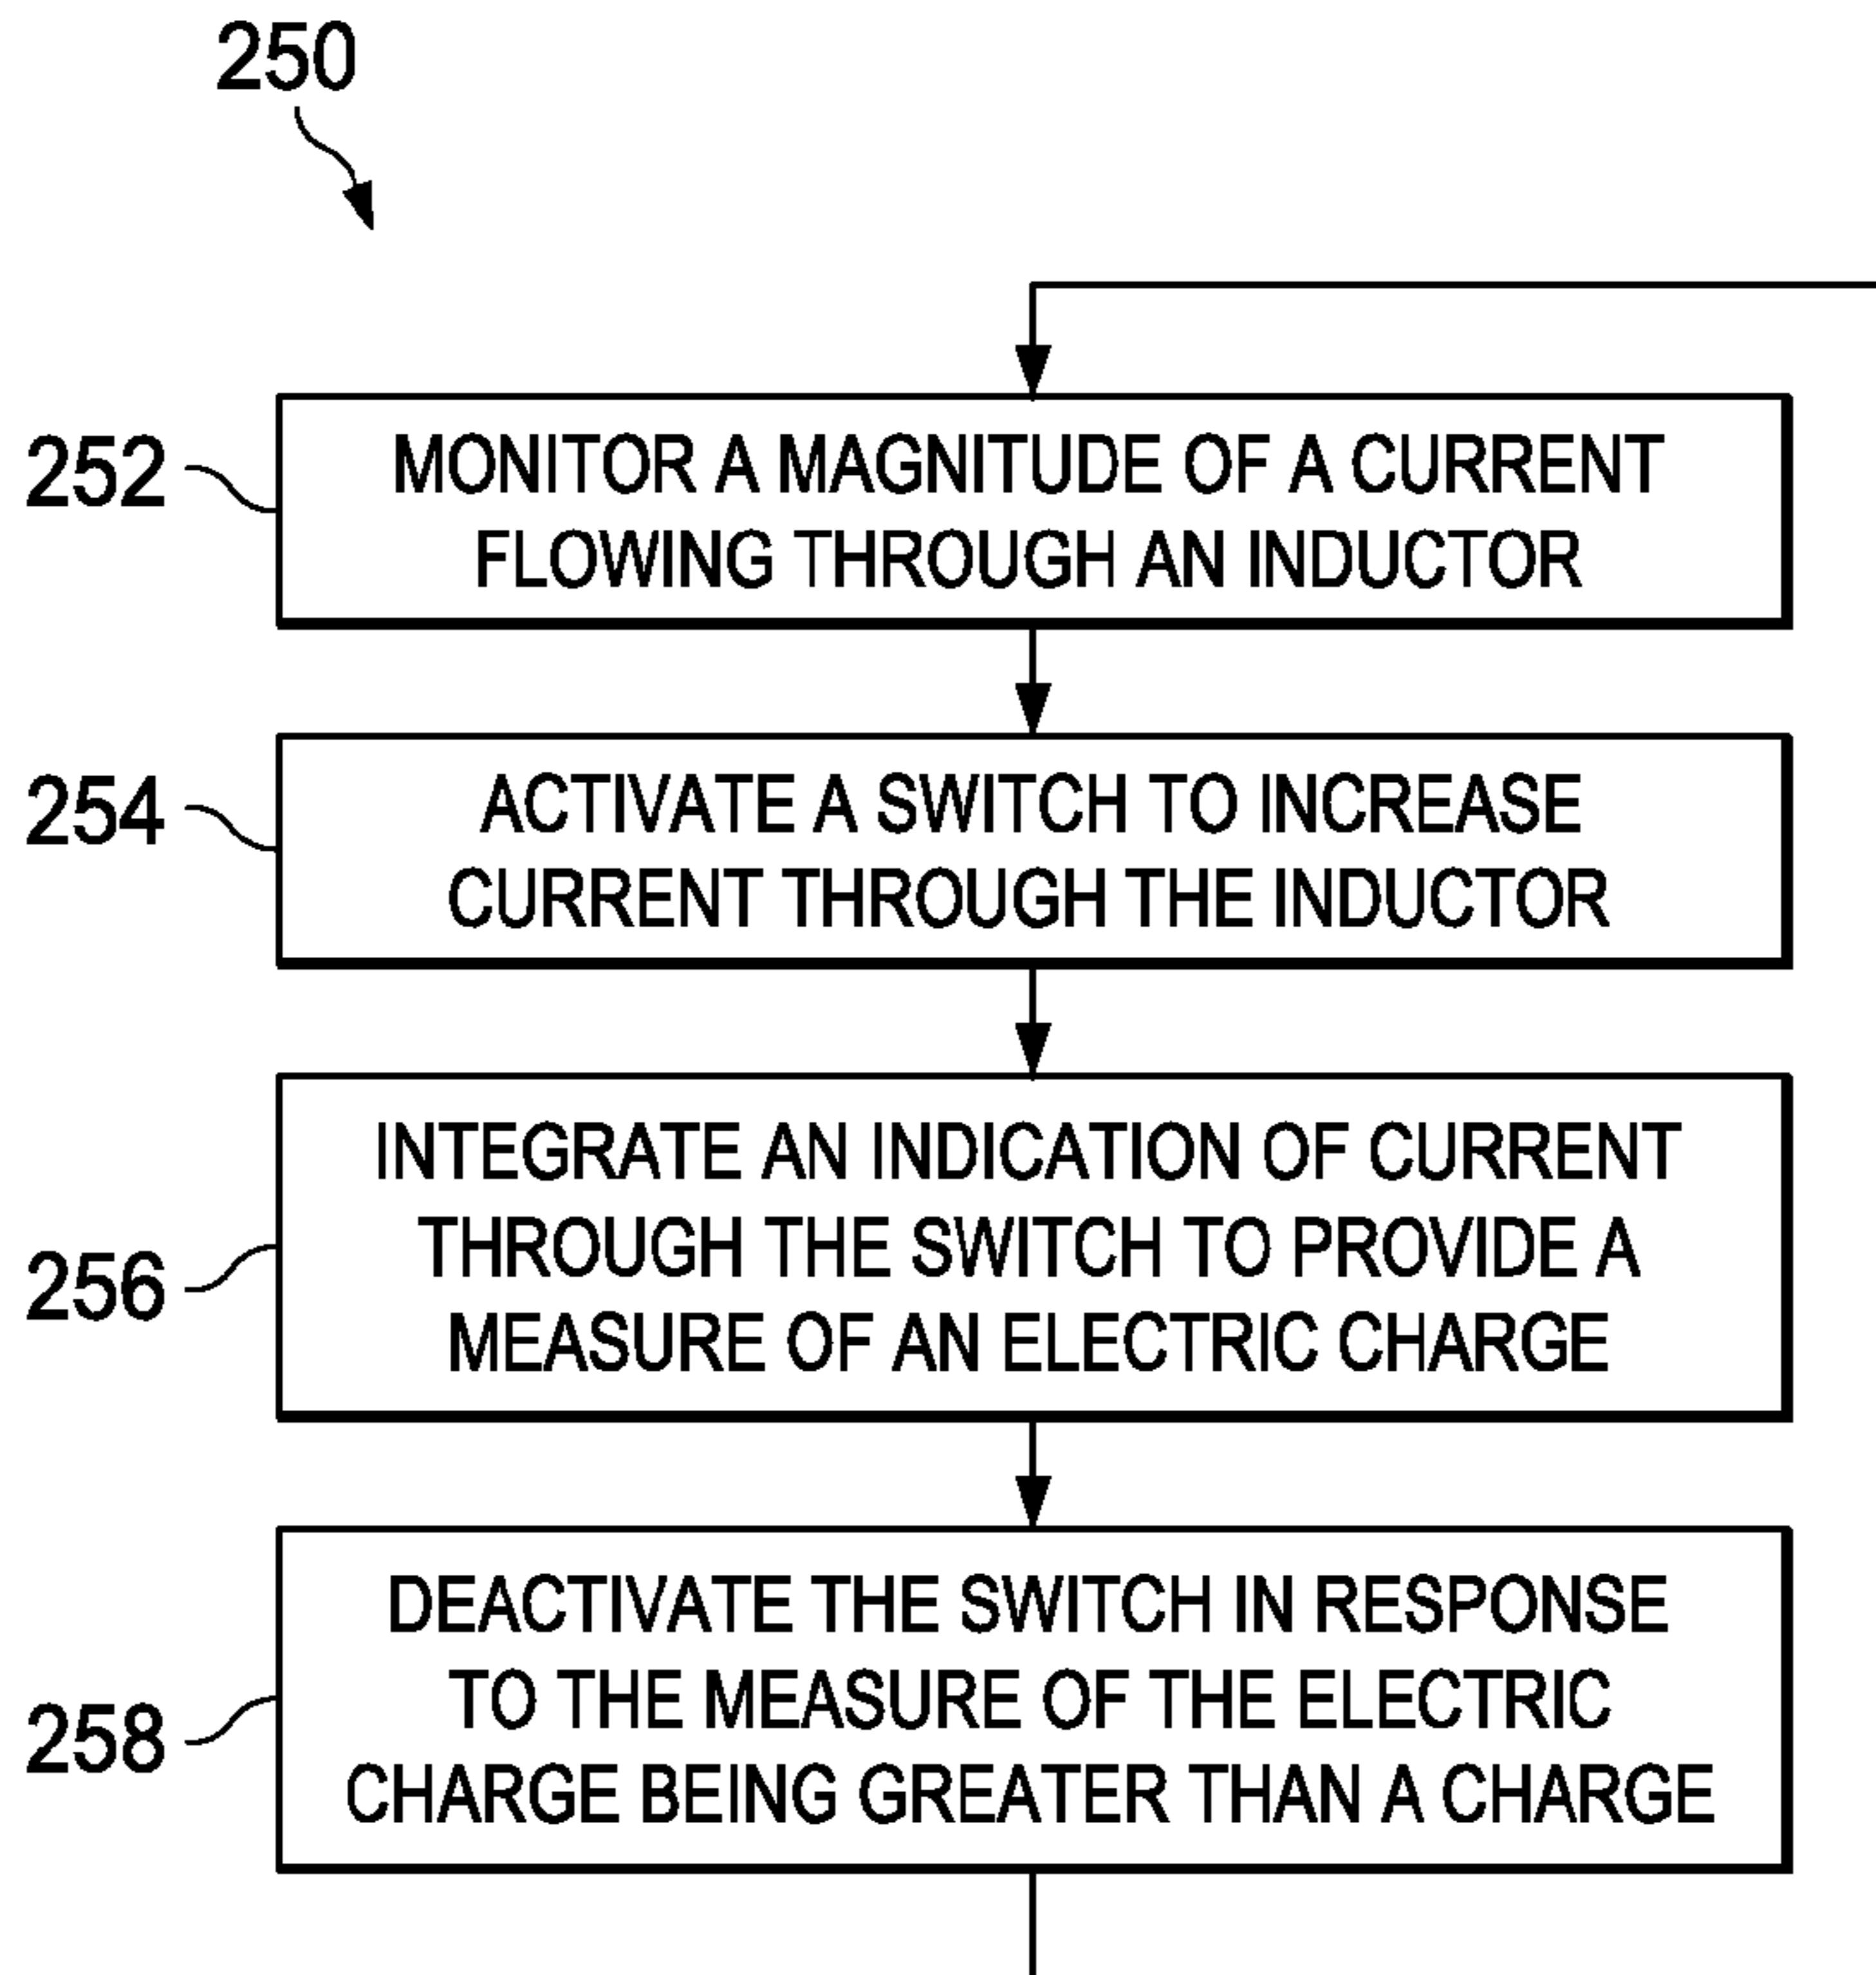 250
252
MONITOR A MAGNITUDE OF A CURRENT
FLOWING THROUGH AN INDUCTOR
254
ACTIVATE A SWITCH TO INCREASE
CURRENT THROUGH THE INDUCTOR
256
INTEGRATE AN INDICATION OF CURRENT
THROUGH THE SWITCH TO PROVIDE A
MEASURE OF AN ELECTRIC CHARGE
258
DEACTIVATE THE SWITCH IN RESPONSE
TO THE MEASURE OF THE ELECTRIC
CHARGE BEING GREATER THAN A CHARGE